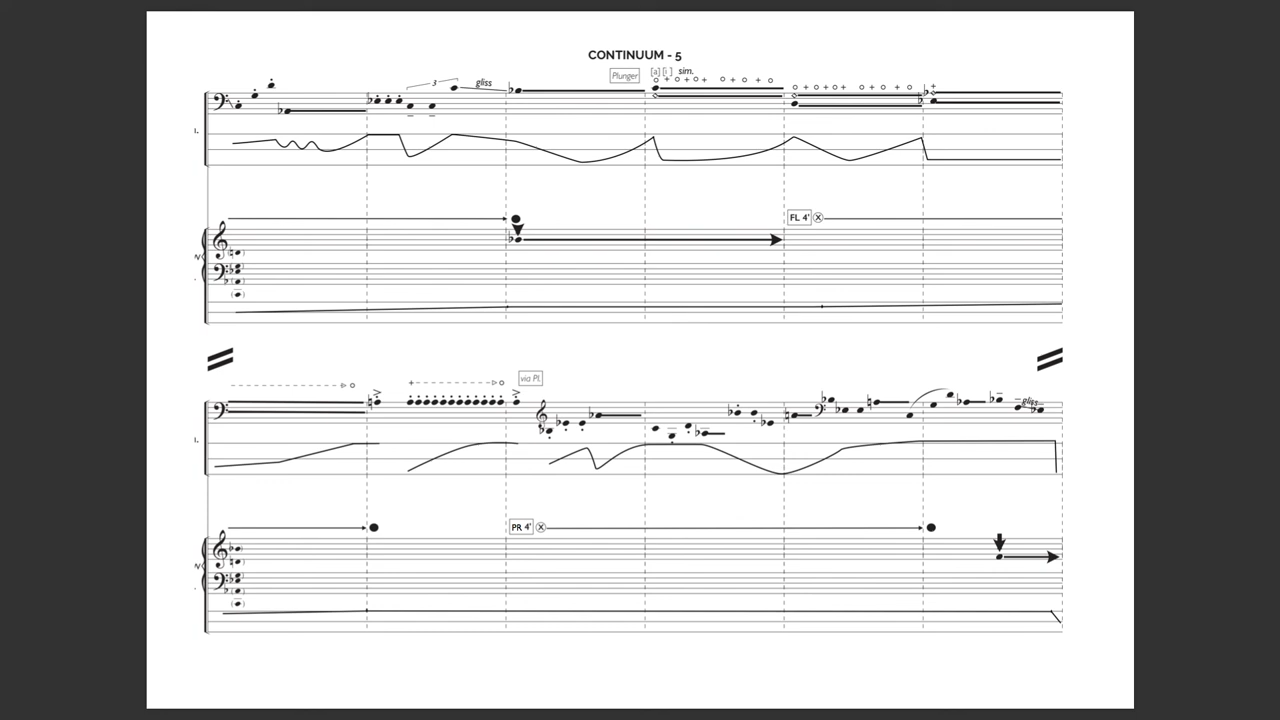 CONTINUUM - 5
Plunger
[a] [i ] sim.
3
gliss
I.
FL 4'
via Pl.
gliss.
I.
PR 4'